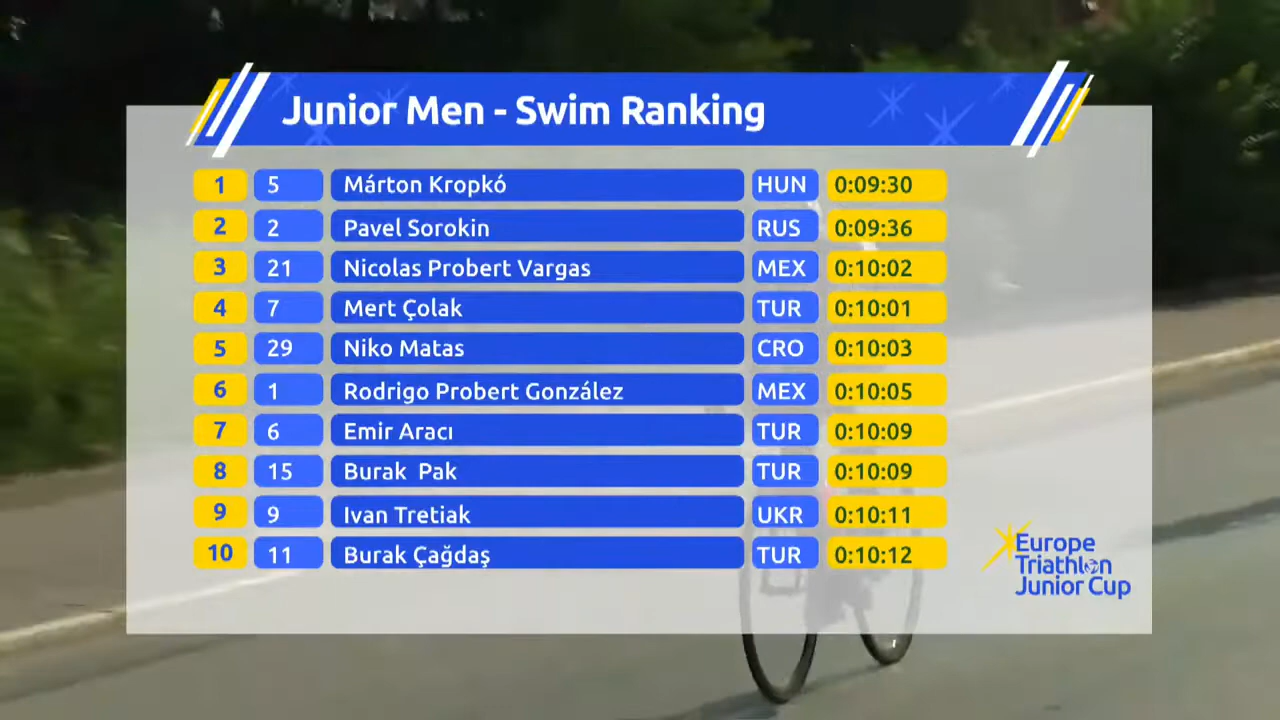 Junior Men - Swim Ranking
1 5 Márton Kropkó HUN 0:09:30
2 2 Pavel Sorokin RUS 0:09:36
3 21 Nicolas Probert Vargas MEX 0:10:02
4 7 Mert Çolak TUR 0:10:01
5 29 Niko Matas CRO 0:10:03
6 1 Rodrigo Probert González MEX 0:10:05
7 6 Emir Aracı TUR 0:10:09
8 15 Burak  Pak TUR 0:10:09
9 9 Ivan Tretiak UKR 0:10:11
10 11 Burak Çağdaş TUR 0:10:12
Europe
Triathlon
Junior Cup